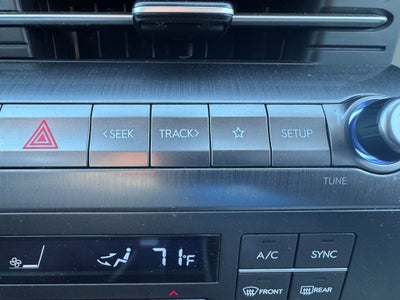 <SEEK TRACK> SETUP
TUNE
71°F A/C SYNC
FRONT REAR